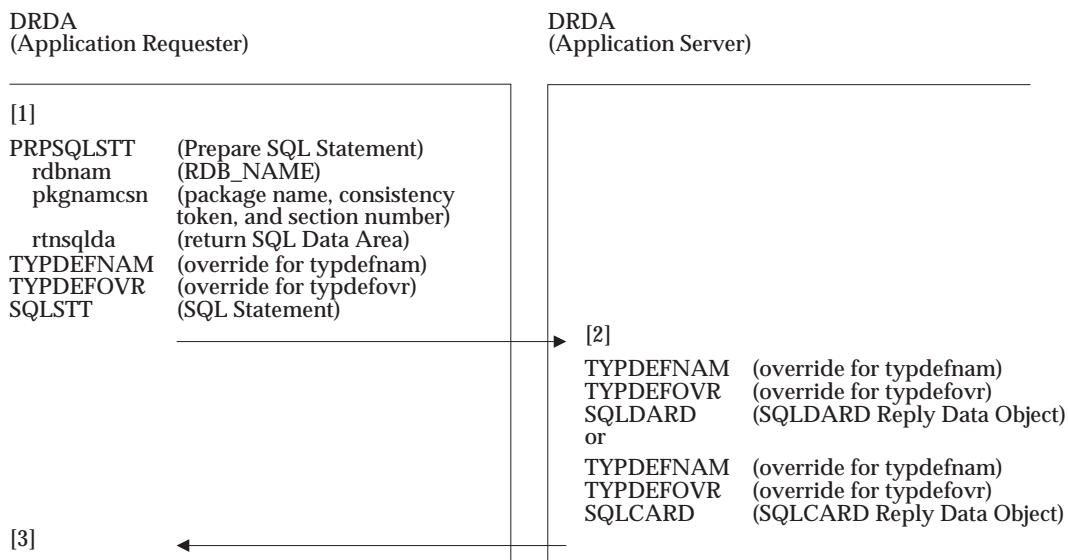 DRDA
(Application Requester)
DRDA
(Application Server)
[1]
PRPSQLSTT (Prepare SQL Statement)
rdbnam (RDB_NAME)
pkgnamcsn (package name, consistency
token, and section number)
rtnsqlda (return SQL Data Area)
TYPDEFNAM (override for typdefnam)
TYPDEFOVR (override for typdefovr)
SQLSTT (SQL Statement)
[2]
TYPDEFNAM (override for typdefnam)
TYPDEFOVR (override for typdefovr)
SQLDARD (SQLDARD Reply Data Object)
or
TYPDEFNAM (override for typdefnam)
TYPDEFOVR (override for typdefovr)
SQLCARD (SQLCARD Reply Data Object)
[3]